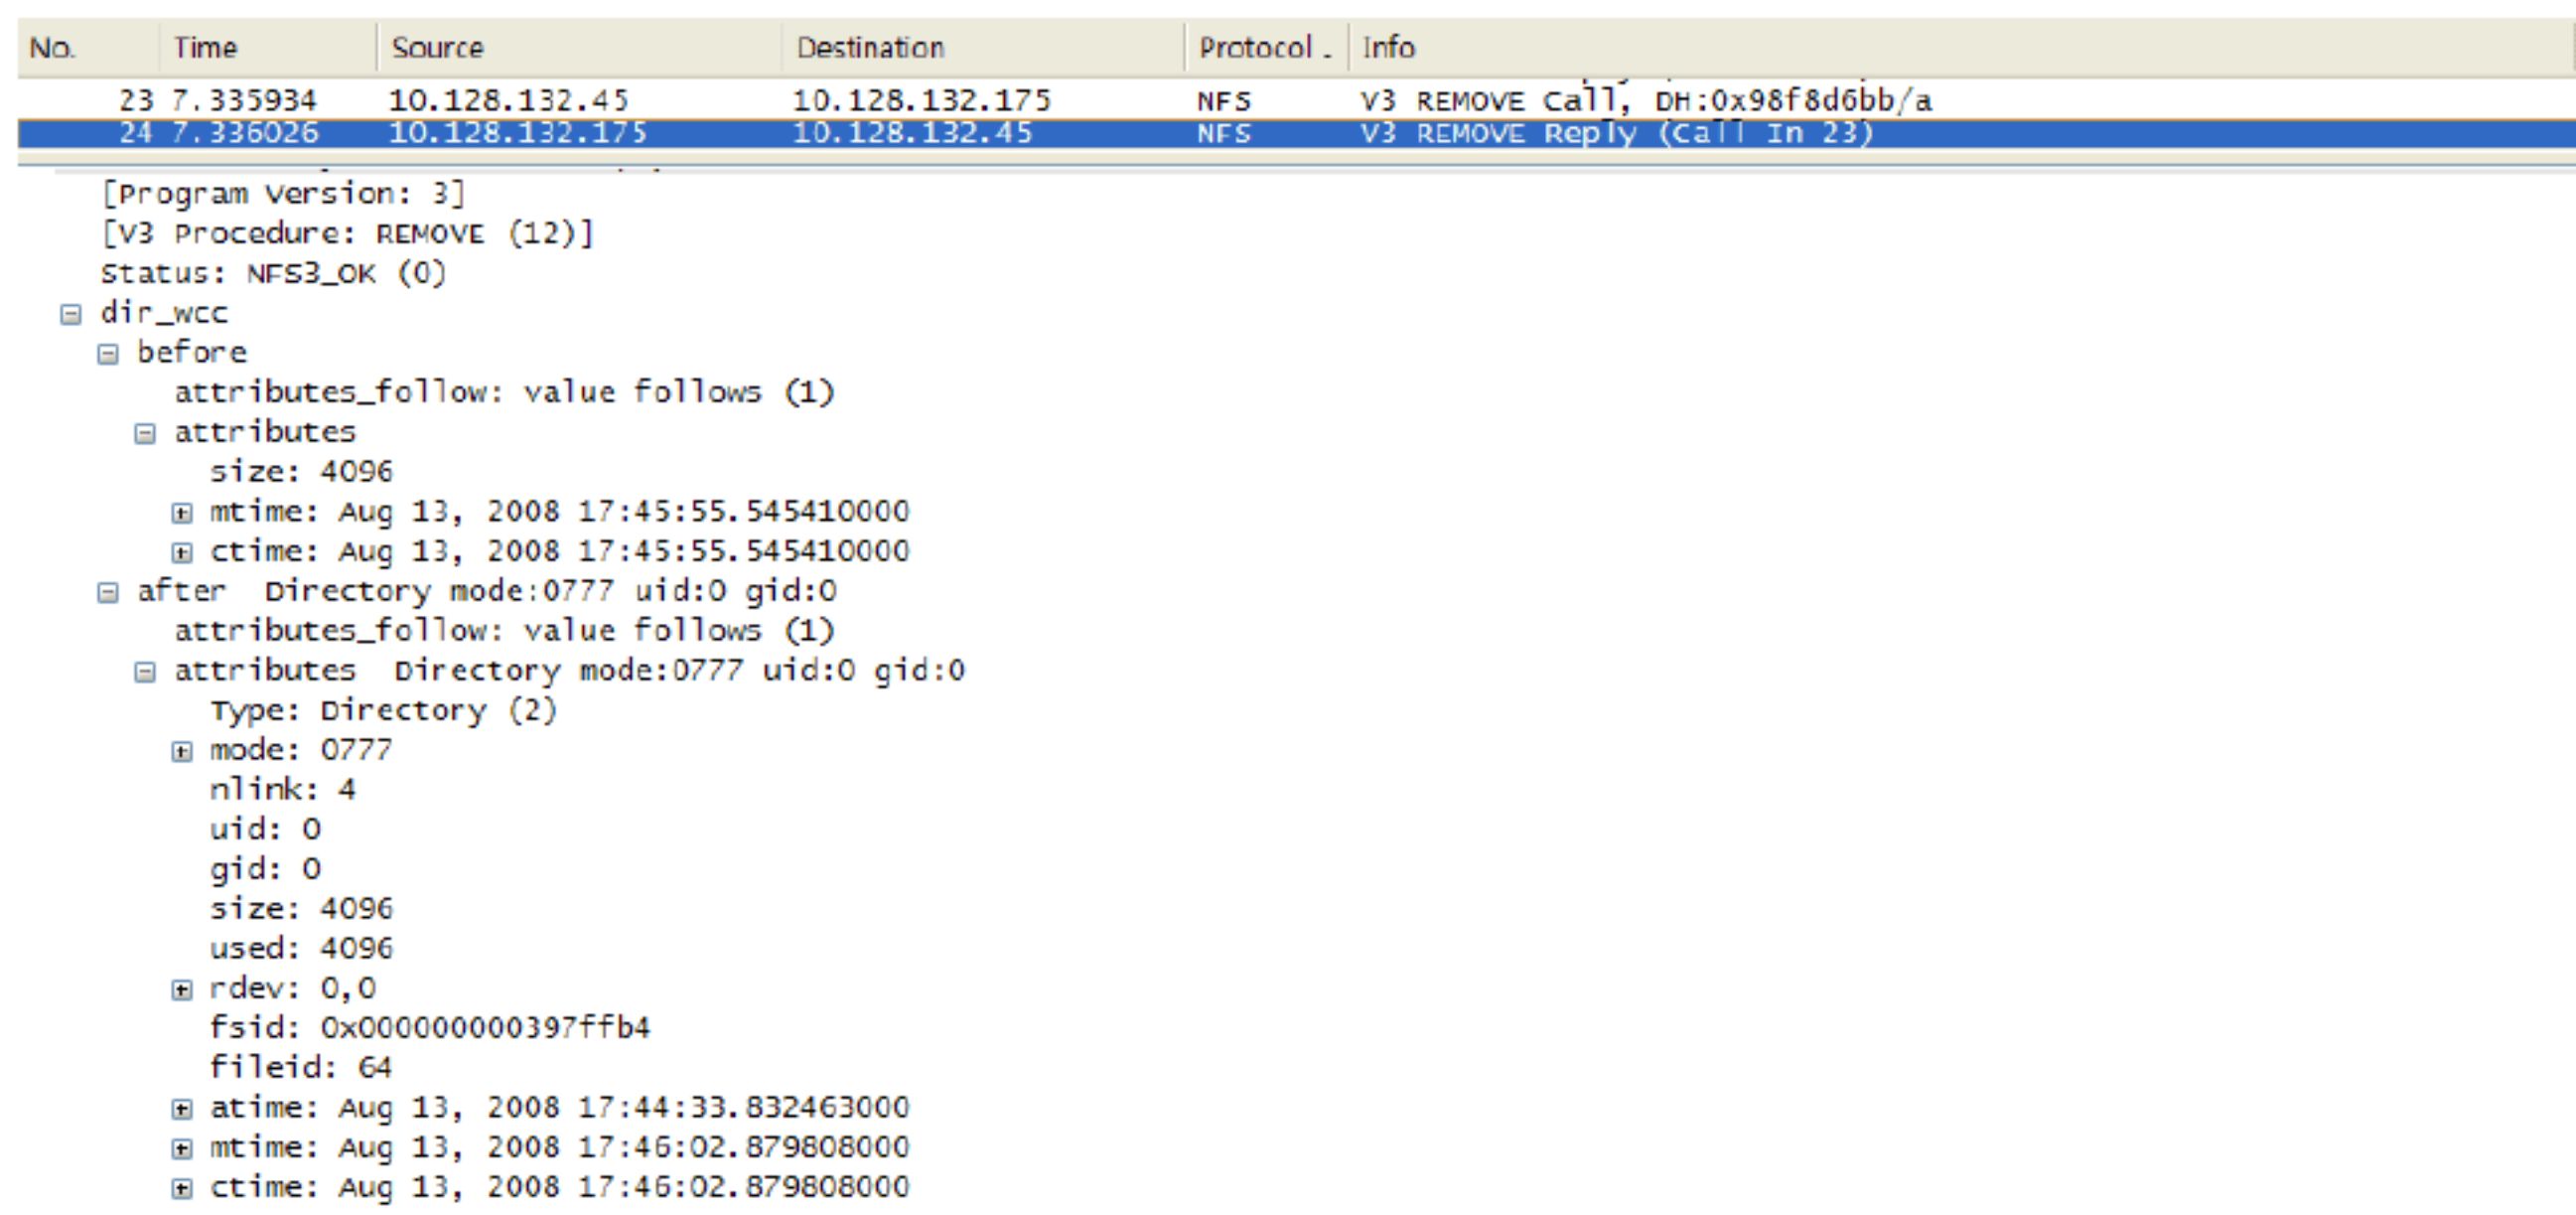 No. Time Source Destination Protocol . Info
23 7.335934 10.128.132.45 10.128.132.175 NFS V3 REMOVE Call, DH:0x98f8d6bb/a
24 7.336026 10.128.132.175 10.128.132.45 NFS V3 REMOVE Reply (Call In 23)
[Program Version: 3]
[V3 Procedure: REMOVE (12)]
Status: NFS3_OK (0)
dir_wcc
before
attributes_follow: value follows (1)
attributes
size: 4096
mtime: Aug 13, 2008 17:45:55.545410000
ctime: Aug 13, 2008 17:45:55.545410000
after Directory mode:0777 uid:0 gid:0
attributes_follow: value follows (1)
attributes Directory mode:0777 uid:0 gid:0
Type: Directory (2)
mode: 0777
nlink: 4
uid: 0
gid: 0
size: 4096
used: 4096
rdev: 0,0
fsid: 0x000000000397ffb4
fileid: 64
atime: Aug 13, 2008 17:44:33.832463000
mtime: Aug 13, 2008 17:46:02.879808000
ctime: Aug 13, 2008 17:46:02.879808000